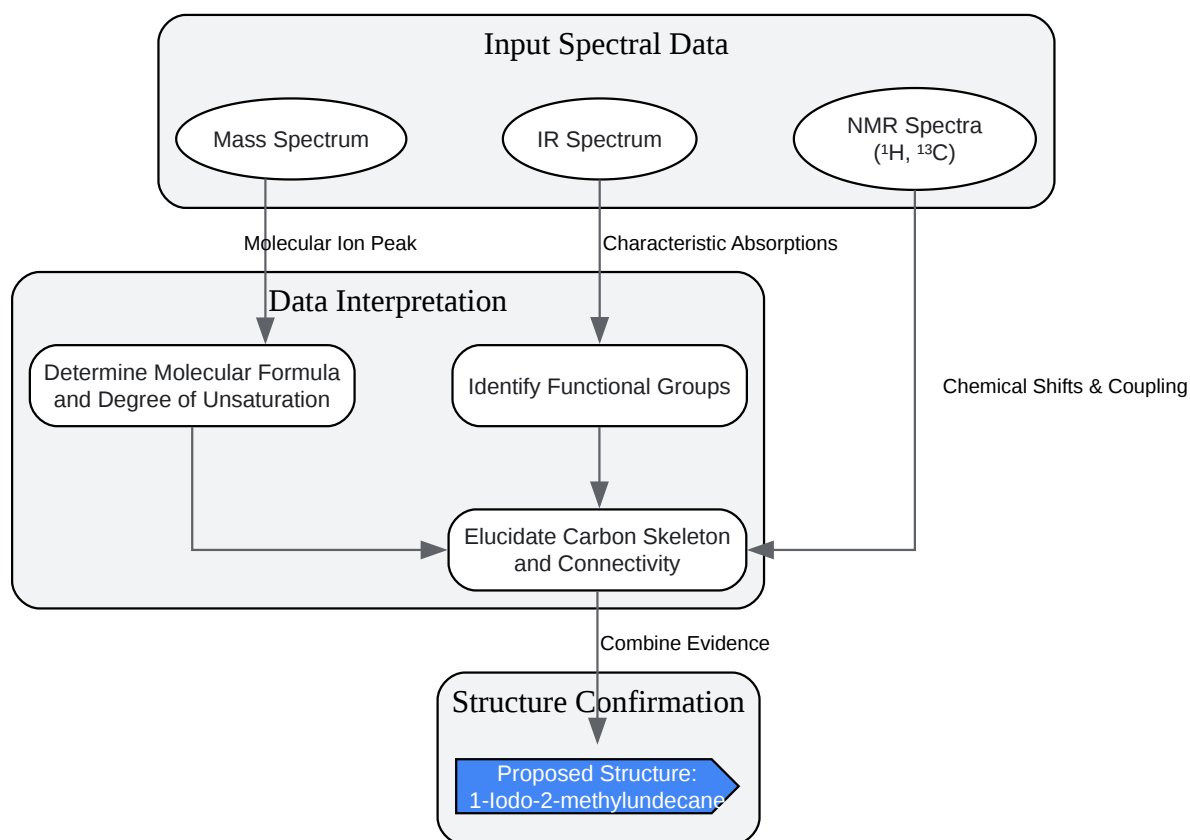 Input Spectral Data
Mass Spectrum
IR Spectrum
NMR Spectra
(¹H, ¹³C)
Molecular Ion Peak
Characteristic Absorptions
Data Interpretation
Determine Molecular Formula
and Degree of Unsaturation
Identify Functional Groups
Chemical Shifts & Coupling
Elucidate Carbon Skeleton
and Connectivity
Combine Evidence
Structure Confirmation
Proposed Structure:
1-Iodo-2-methylundecane